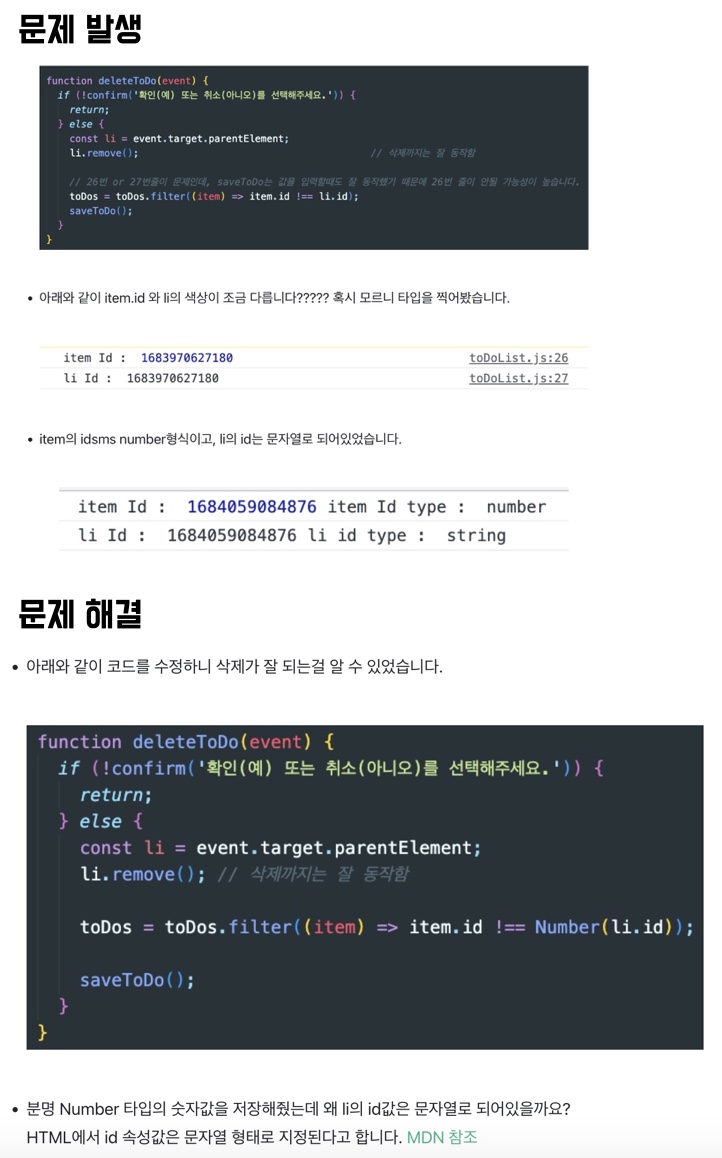 문제 발생
function deleteToDo(event) {
if (!confirm('확인(예) 또는 취소(아니오)를 선택해주세요.')) {
return;
} else {
const li = event.target.parentElement;
li.remove(); // 삭제까지는 잘 동작함
// 26번 or 27번줄이 문제인데, saveToDo는 값을 입력할때도 잘 동작했기 때문에 26번 줄이 안될 가능성이 높습니다.
toDos = toDos.filter((item) => item.id !== li.id);
saveToDo();
}
}
• 아래와 같이 item.id 와 li의 색상이 조금 다릅니다????? 혹시 모르니 타입을 찍어봤습니다.
item Id : 1683970627180 toDoList.js:26
li Id : 1683970627180 toDoList.js:27
• item의 idsms number형식이고, li의 id는 문자열로 되어있었습니다.
item Id : 1684059084876 item Id type : number
li Id : 1684059084876 li id type : string
문제 해결
• 아래와 같이 코드를 수정하니 삭제가 잘 되는걸 알 수 있었습니다.
function deleteToDo(event) {
if (!confirm('확인(예) 또는 취소(아니오)를 선택해주세요.')) {
return;
} else {
const li = event.target.parentElement;
li.remove(); // 삭제까지는 잘 동작함
toDos = toDos.filter((item) => item.id !== Number(li.id));
saveToDo();
}
}
• 분명 Number 타입의 숫자값을 저장해줬는데 왜 li의 id값은 문자열로 되어있을까요?
HTML에서 id 속성값은 문자열 형태로 지정된다고 합니다. MDN 참조